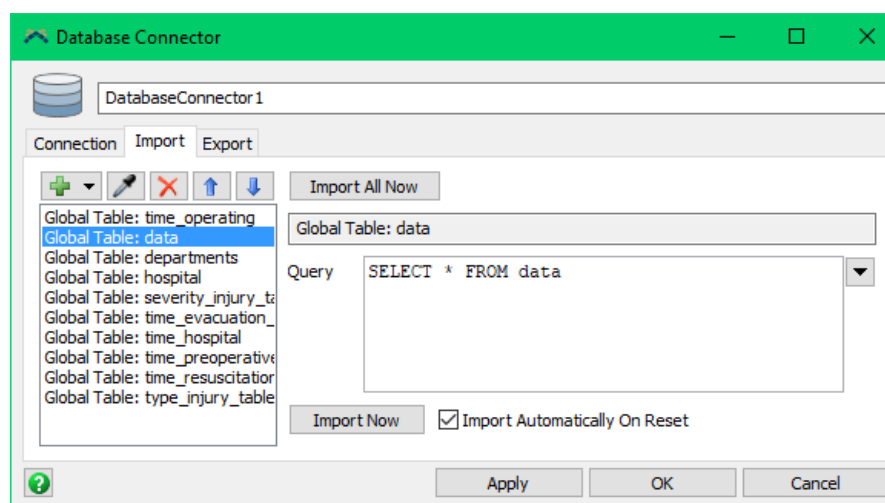 Database Connector
DatabaseConnector1
Connection Import Export
Import All Now
Global Table: time_operating
Global Table: data
Global Table: departments
Global Table: hospital
Global Table: severity_injury_ta
Global Table: time_evacuation_
Global Table: time_hospital
Global Table: time_preoperative
Global Table: time_resuscitation
Global Table: type_injury_table
Global Table: data
Query
SELECT * FROM data
Import Now
Import Automatically On Reset
?
Apply OK Cancel